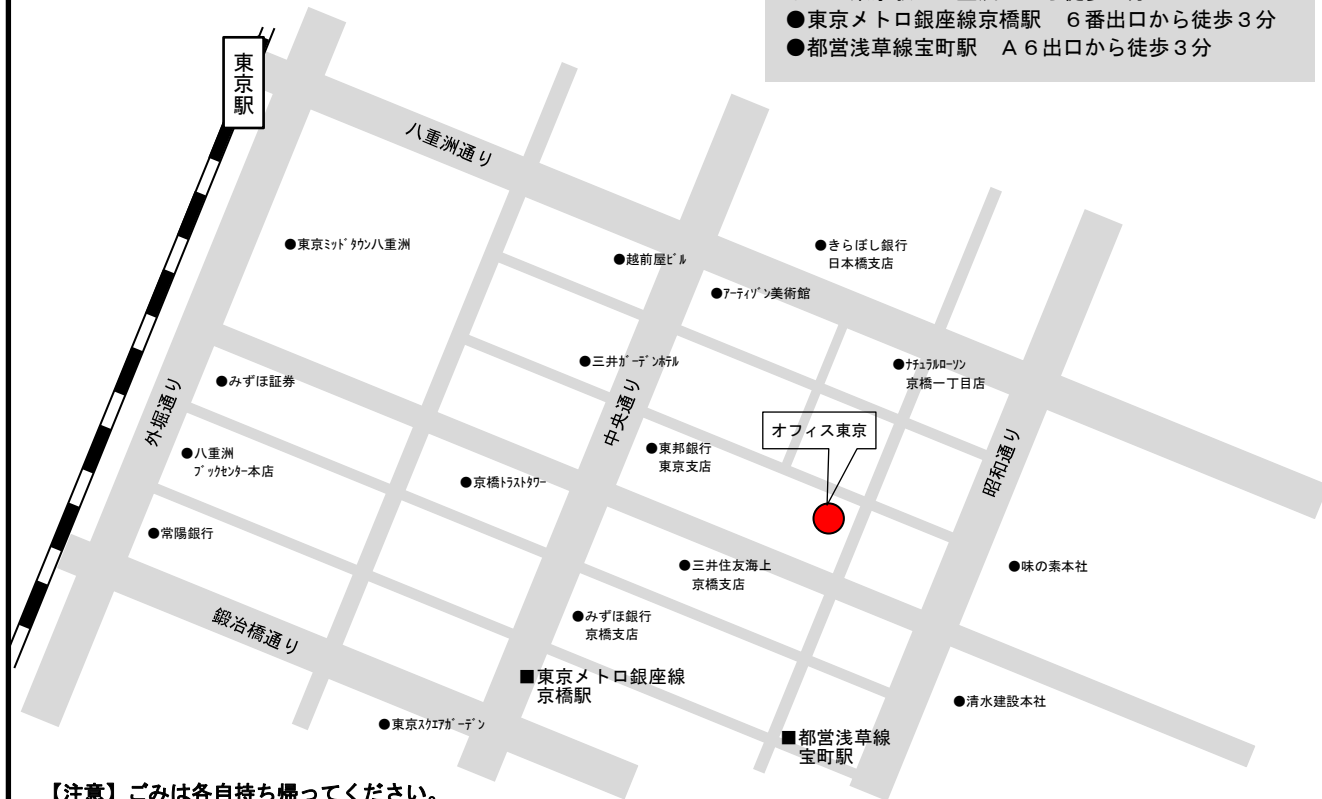 ●東京メトロ銀座線京橋駅　６番出口から徒歩３分
●都営浅草線宝町駅　Ａ６出口から徒歩３分
東京駅
八重洲通り
●東京ﾐｯﾄﾞﾀｳﾝ八重洲
●越前屋ﾋﾞﾙ
●きらぼし銀行
日本橋支店
●ｱｰﾃｨｿﾞﾝ美術館
●三井ｶﾞｰﾃﾞﾝﾎﾃﾙ
●ﾅﾁｭﾗﾙﾛｰｿﾝ
京橋一丁目店
●みずほ証券
外堀通り
中央通り
オフィス東京
昭和通り
●八重洲
ﾌﾞｯｸｾﾝﾀｰ本店
●東邦銀行
東京支店
●京橋ﾄﾗｽﾄﾀﾜｰ
●常陽銀行
●三井住友海上
京橋支店
●味の素本社
鍛冶橋通り
●みずほ銀行
京橋支店
■東京メトロ銀座線
京橋駅
●清水建設本社
●東京ｽｸｴｱｶﾞｰﾃﾞﾝ
■都営浅草線
宝町駅
【注意】ごみは各自持ち帰ってください。